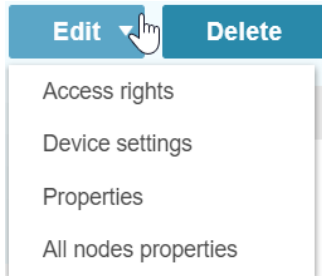 Edit Delete
Access rights
Device settings
Properties
All nodes properties